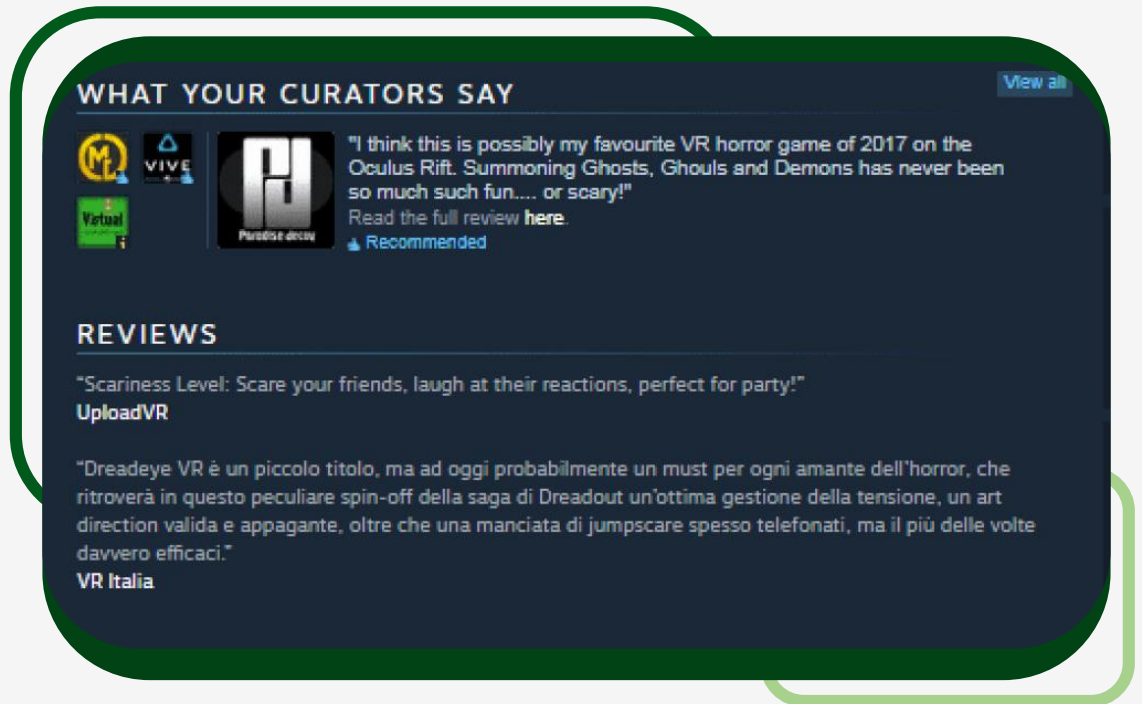 WHAT YOUR CURATORS SAY
View all
VIVE
Virtual
Paradise decay
"I think this is possibly my favourite VR horror game of 2017 on the
Oculus Rift. Summoning Ghosts, Ghouls and Demons has never been
so much such fun.... or scary!"
Read the full review here.
Recommended
REVIEWS
“Scariness Level: Scare your friends, laugh at their reactions, perfect for party!”
UploadVR
“Dreadeye VR è un piccolo titolo, ma ad oggi probabilmente un must per ogni amante dell'horror, che
ritroverà in questo peculiare spin-off della saga di Dreadout un'ottima gestione della tensione, un art
direction valida e appagante, oltre che una manciata di jumpscare spesso telefonati, ma il più delle volte
davvero efficaci.”
VR Italia